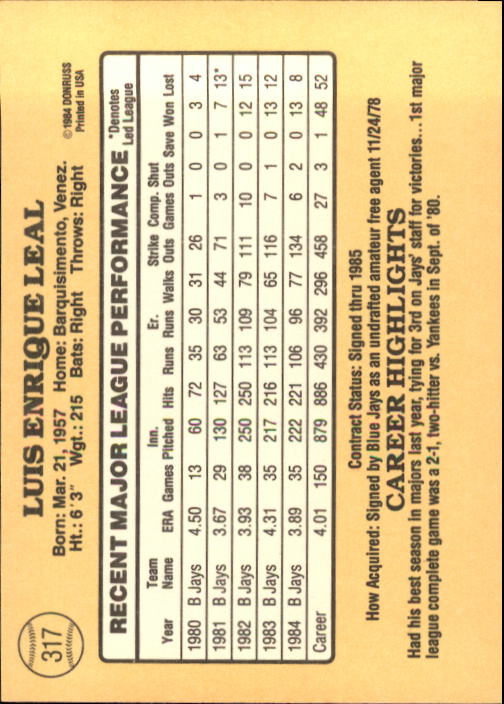 317
LUIS ENRIQUE LEAL
Born: Mar. 21, 1957 Home: Barquisimento, Venez.
Ht.: 6'3" Wgt.: 215 Bats: Right Throws: Right
©1984 DONRUSS
Printed in USA
RECENT MAJOR LEAGUE PERFORMANCE
*Denotes
Led League
Team Inn. Er. Strike Comp. Shut
Year Name ERA Games Pitched Hits Runs Runs Walks Outs Games Outs Save Won Lost
1980 B Jays 4.50 13 60 72 35 30 31 26 1 0 0 3 4
1981 B Jays 3.67 29 130 127 63 53 44 71 3 0 1 7 13*
1982 B Jays 3.93 38 250 250 113 109 79 111 10 0 0 12 15
1983 B Jays 4.31 35 217 216 113 104 65 116 7 1 0 13 12
1984 B Jays 3.89 35 222 221 106 96 77 134 6 2 0 13 8
Career 4.01 150 879 886 430 392 296 458 27 3 1 48 52
Contract Status: Signed thru 1985
How Acquired: Signed by Blue Jays as an undrafted amateur free agent 11/24/78
CAREER HIGHLIGHTS
Had his best season in majors last year, tying for 3rd on Jays' staff for victories...1st major
league complete game was a 2-1, two-hitter vs. Yankees in Sept. of '80.